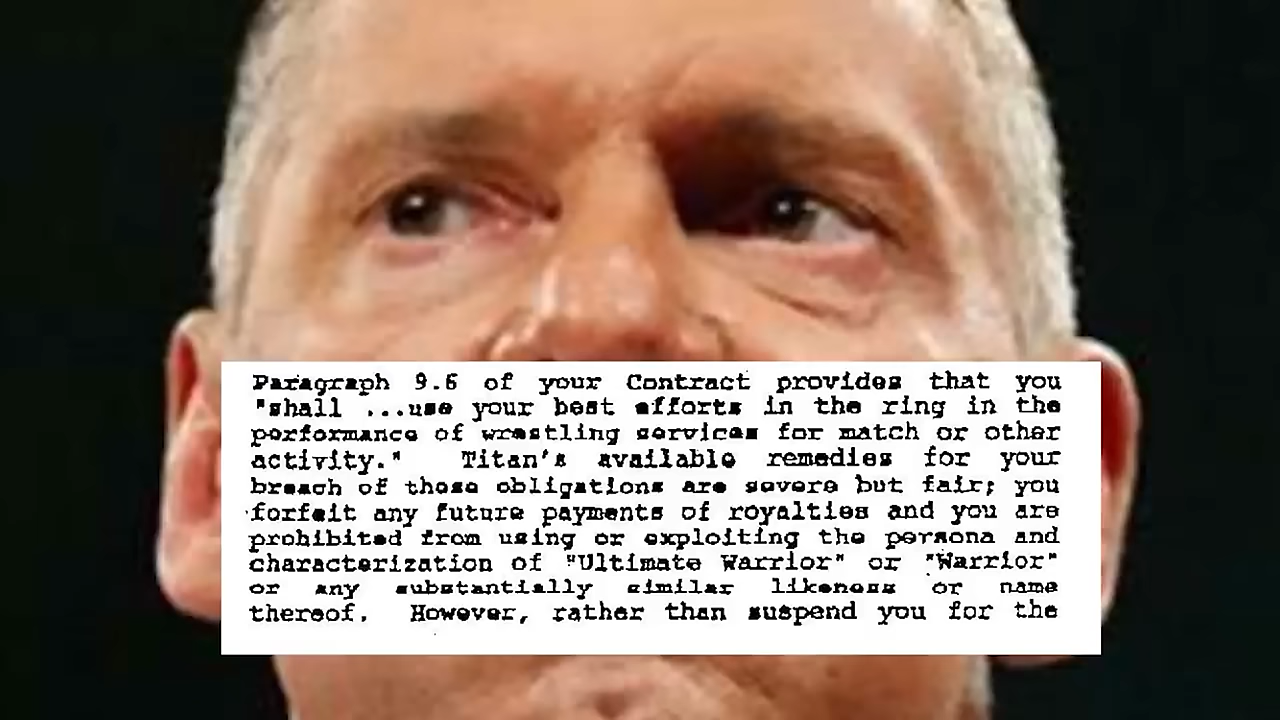 Paragraph 9.6 of your Contract provides that you
"shall ...use your best efforts in the ring in the
performance of wrestling services for match or other
activity." Titan's available remedies for your
breach of these obligations are severe but fair; you
forfeit any future payments of royalties and you are
prohibited from using or exploiting the persona and
characterization of "Ultimate Warrior" or "Warrior"
or any substantially similar likeness or name
thereof. However, rather than suspend you for the